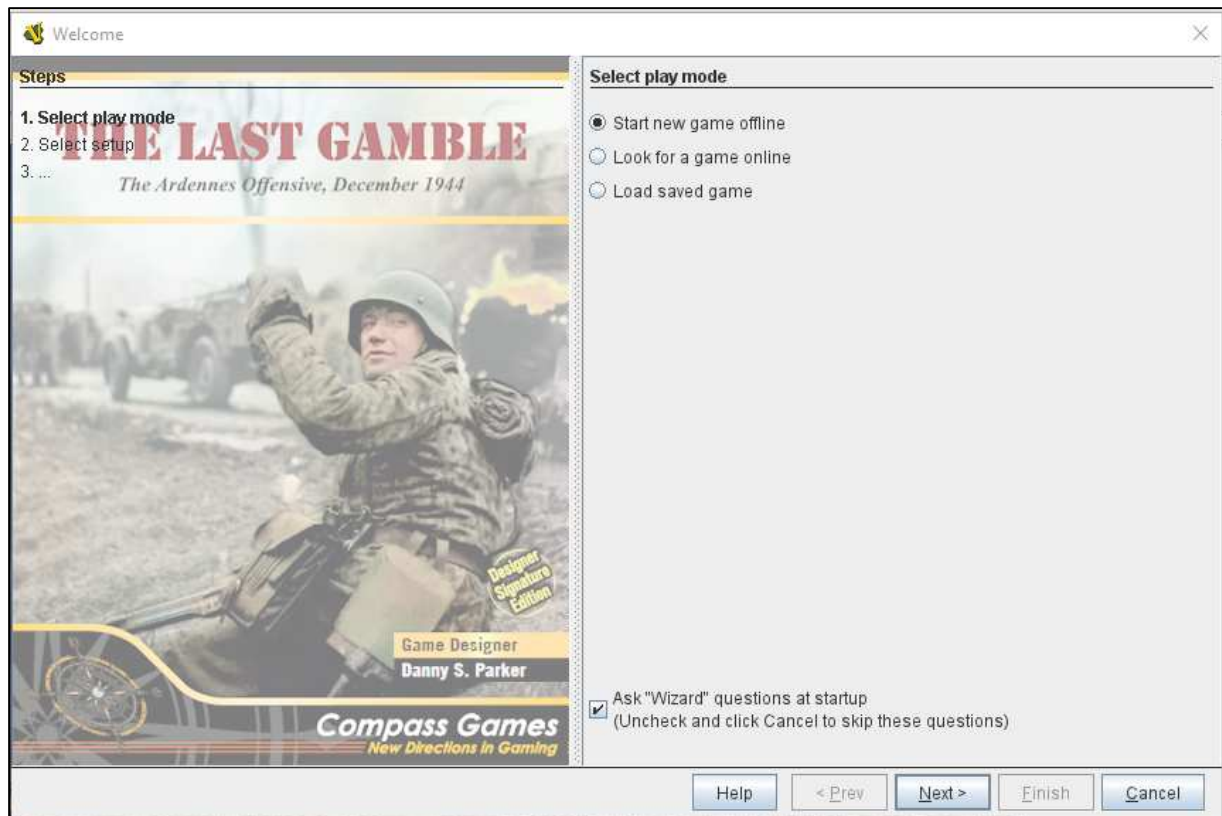 Welcome
Steps
1. Select play mode
2. Select setup
3. ...
THE LAST GAMBLE
The Ardennes Offensive, December 1944
Designer
Signature
Edition
Game Designer
Danny S. Parker
Compass Games
New Directions in Gaming
Select play mode
Start new game offline
Look for a game online
Load saved game
Ask "Wizard" questions at startup
(Uncheck and click Cancel to skip these questions)
Help
< Prev
Next >
Finish
Cancel